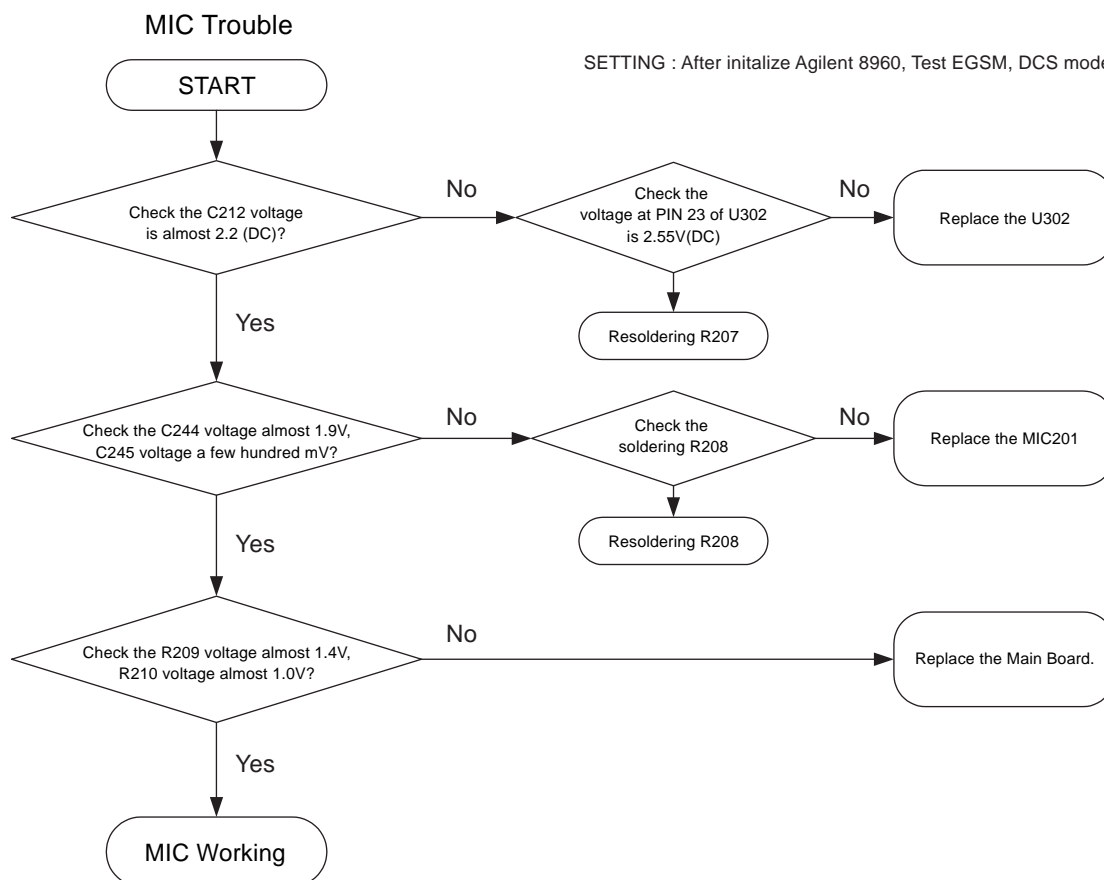 MIC Trouble
SETTING : After initalize Agilent 8960, Test EGSM, DCS mode
START
Check the C212 voltage
is almost 2.2 (DC)?
No
Check the
voltage at PIN 23 of U302
is 2.55V(DC)
No
Replace the U302
Yes
Resoldering R207
Check the C244 voltage almost 1.9V,
C245 voltage a few hundred mV?
No
Check the
soldering R208
No
Replace the MIC201
Yes
Resoldering R208
Check the R209 voltage almost 1.4V,
R210 voltage almost 1.0V?
No
Replace the Main Board.
Yes
MIC Working